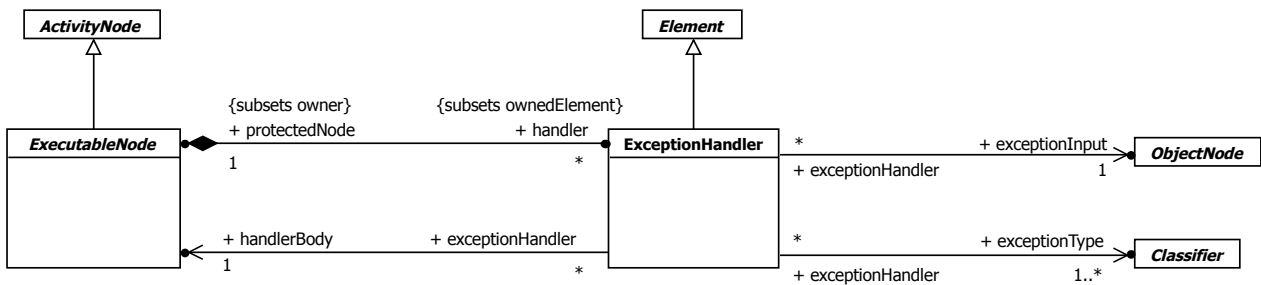 ActivityNode
Element
{subsets owner}
{subsets ownedElement}
+ protectedNode
+ handler
1
*
ExecutableNode
ExceptionHandler
*
+ exceptionInput
+ exceptionHandler
1
ObjectNode
+ handlerBody
+ exceptionHandler
1
*
*
+ exceptionType
+ exceptionHandler
1..*
Classifier